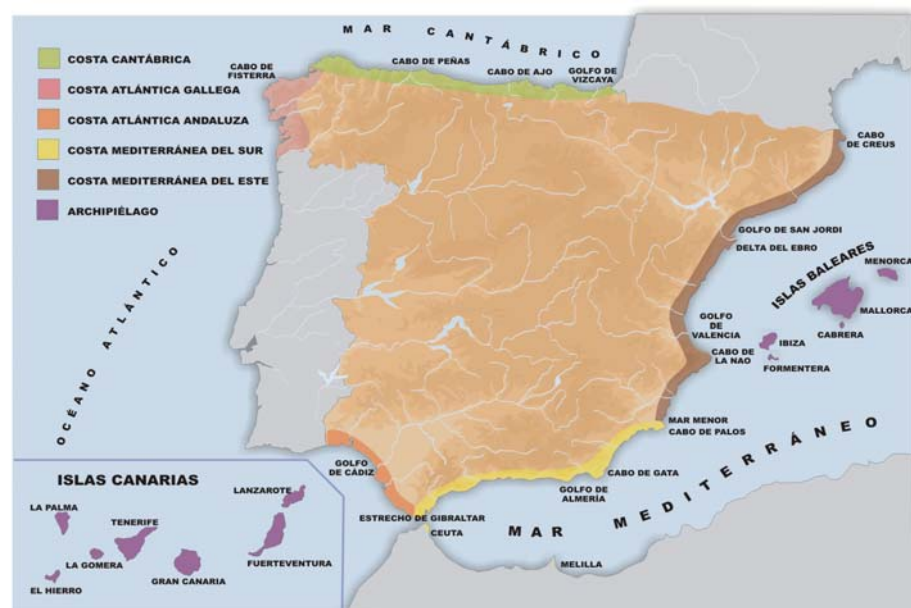 MAR CANTÁBRICO
COSTA CANTÁBRICA
COSTA ATLÁNTICA GALLEGA
COSTA ATLÁNTICA ANDALUZA
COSTA MEDITERRÁNEA DEL SUR
COSTA MEDITERRÁNEA DEL ESTE
ARCHIPIÉLAGO
CABO DE
FISTERRA
CABO DE PEÑAS
CABO DE AJO
GOLFO DE
VIZCAYA
CABO
DE CREUS
GOLFO DE SAN JORDI
DELTA DEL EBRO
ISLAS BALEARES
MENORCA
MALLORCA
CABRERA
IBIZA
FORMENTERA
GOLFO
DE
VALENCIA
CABO DE
LA NAO
OCÉANO ATLÁNTICO
MAR MENOR
CABO DE PALOS
MAR MEDITERRÁNEO
GOLFO
DE CÁDIZ
CABO DE GATA
GOLFO DE
ALMERÍA
ESTRECHO DE GIBRALTAR
CEUTA
MELILLA
ISLAS CANARIAS
LANZAROTE
LA PALMA
TENERIFE
LA GOMERA
FUERTEVENTURA
GRAN CANARIA
EL HIERRO